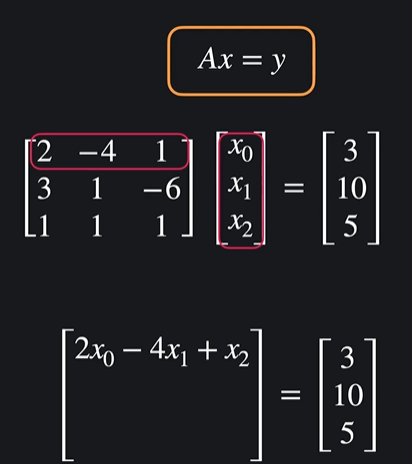 Ax = y
2 −4 1 x₀ 3
3 1 −6 x₁ = 10
1 1 1 x₂ 5
2x₀ − 4x₁ + x₂ 3
= 10
5